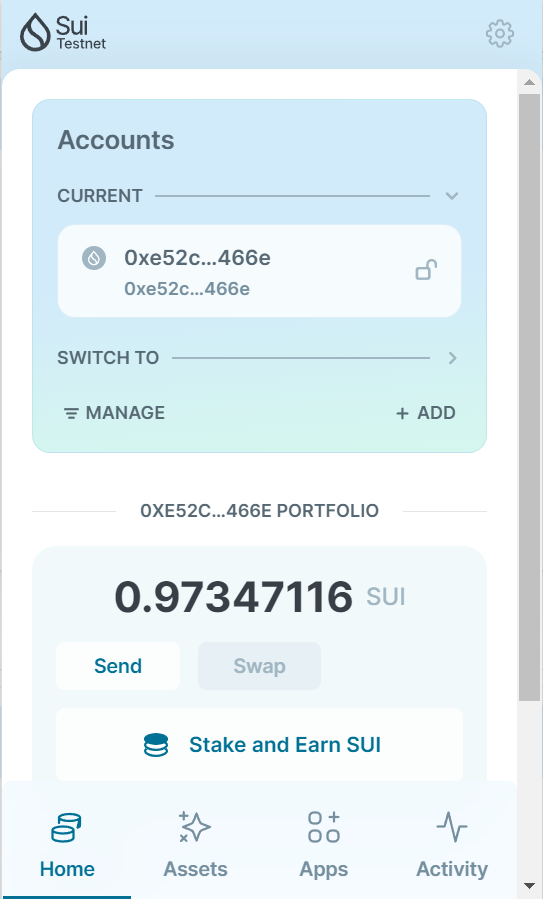 Sui
Testnet
Accounts
CURRENT
0xe52c...466e
0xe52c...466e
SWITCH TO
MANAGE
+ ADD
0XE52C...466E PORTFOLIO
0.97347116 SUI
Send
Swap
Stake and Earn SUI
Home
Assets
Apps
Activity